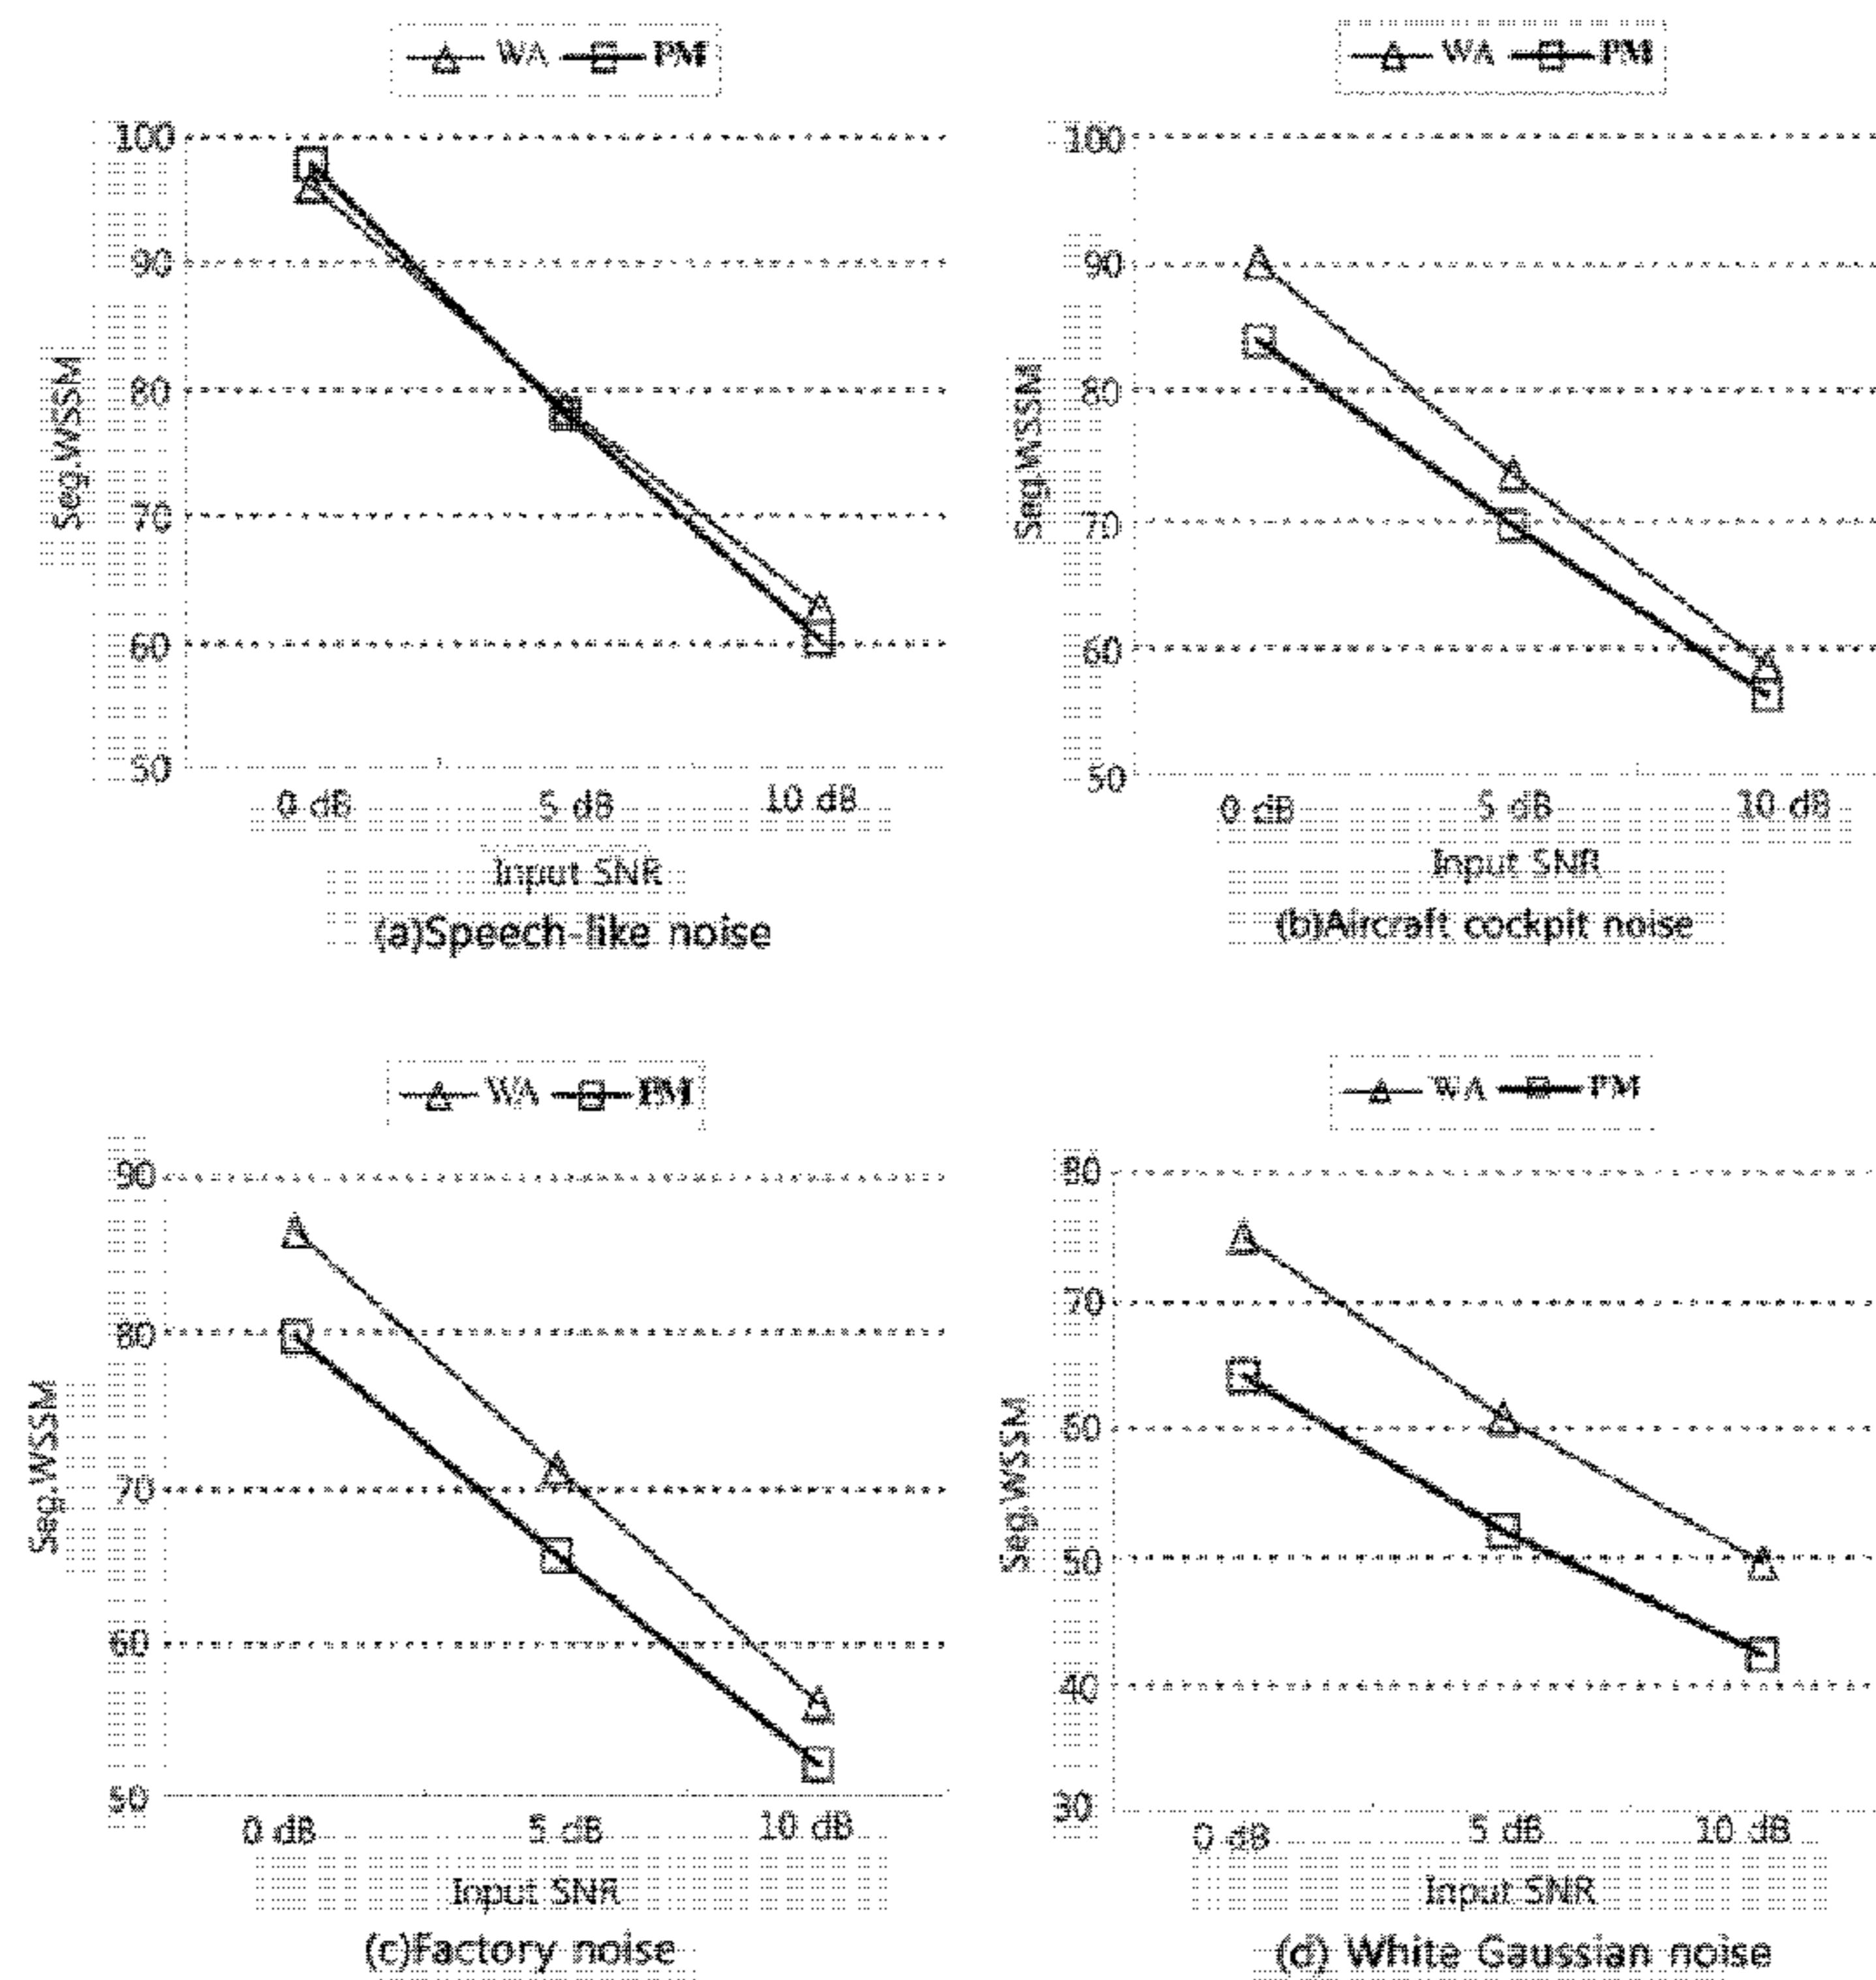 WA PM
100
90
80
70
60
50
Seg.WSSM
0 dB 5 dB 10 dB
Input SNR
(a)Speech-like noise
WA PM
100
90
80
70
60
50
Seg.WSSM
0 dB 5 dB 10 dB
Input SNR
(b)Aircraft cockpit noise
WA PM
90
80
70
60
50
Seg.WSSM
0 dB 5 dB 10 dB
Input SNR
(c)Factory noise
WA PM
80
70
60
50
40
30
Seg.WSSM
0 dB 5 dB 10 dB
Input SNR
(d) White Gaussian noise